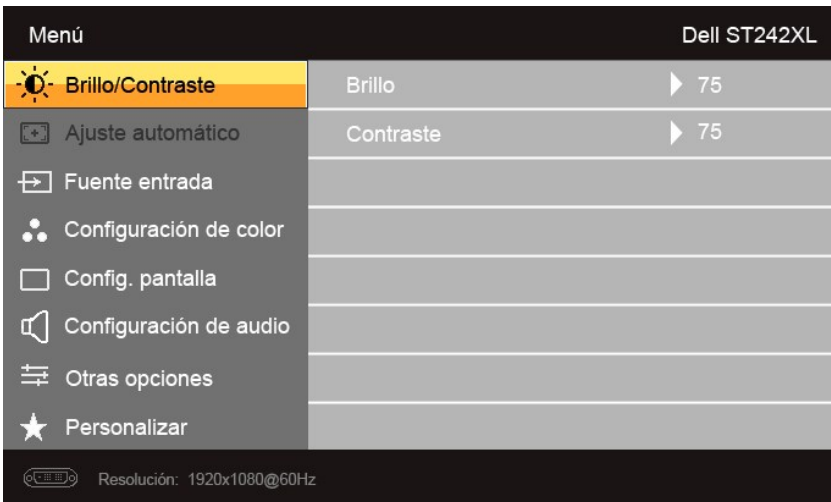 Menú Dell ST242XL
Brillo/Contraste Brillo 75
Ajuste automático Contraste 75
Fuente entrada
Configuración de color
Config. pantalla
Configuración de audio
Otras opciones
Personalizar
Resolución: 1920x1080@60Hz